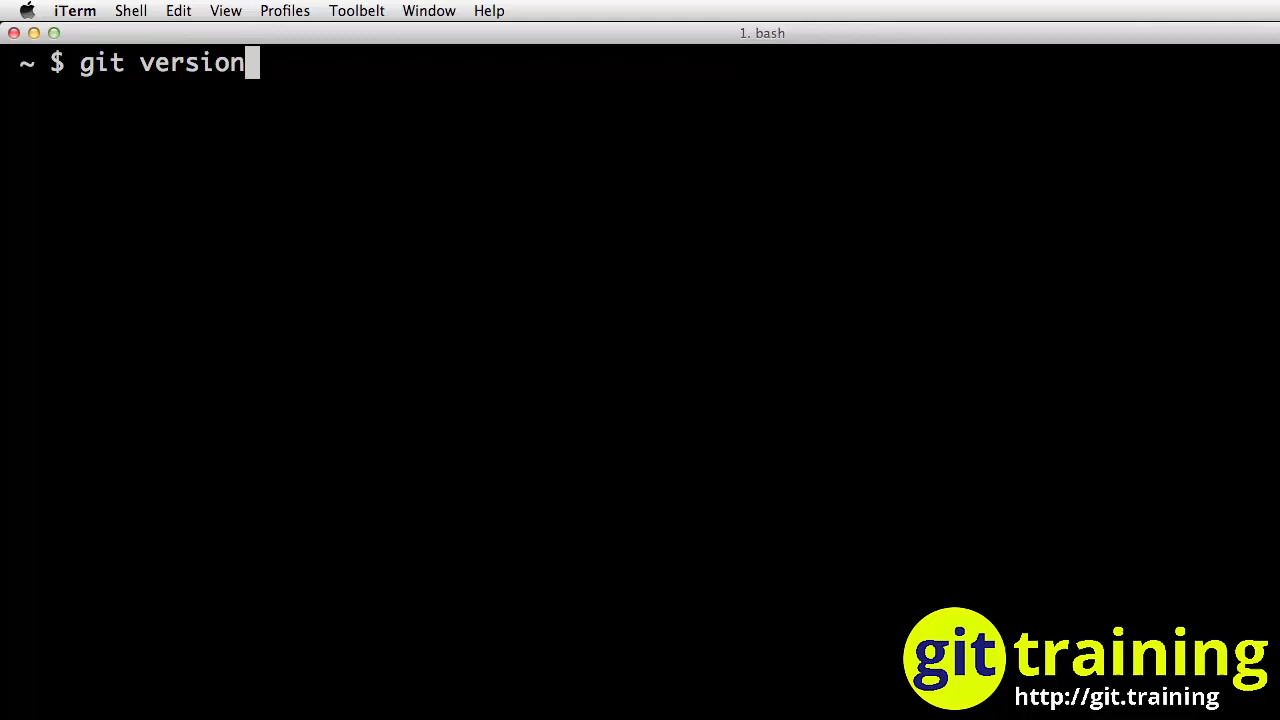 iTerm Shell Edit View Profiles Toolbelt Window Help
1. bash
~ $ git version
git training
http://git.training